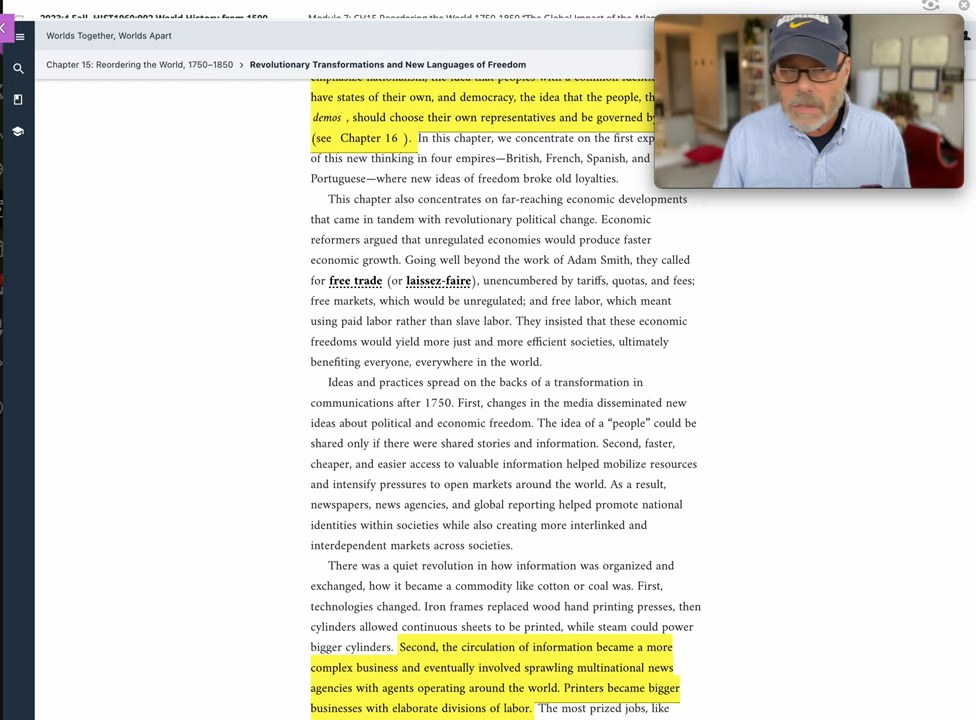 2023:4 Fall, HIST1060:002 World History from 1500
Module 7: CH15 Reordering the World 1750-1850 "The Global Impact of the
Worlds Together, Worlds Apart
Chapter 15: Reordering the World, 1750–1850 › Revolutionary Transformations and New Languages of Freedom
emphasize nationalism, the idea that peoples with a common
have states of their own, and democracy, the idea that the people,
demos , should choose their own representatives and be governed
(see Chapter 16 ). In this chapter, we concentrate on the first
of this new thinking in four empires—British, French, Spanish, and
Portuguese—where new ideas of freedom broke old loyalties.
This chapter also concentrates on far-reaching economic developments
that came in tandem with revolutionary political change. Economic
reformers argued that unregulated economies would produce faster
economic growth. Going well beyond the work of Adam Smith, they called
for free trade (or laissez-faire), unencumbered by tariffs, quotas, and fees;
free markets, which would be unregulated; and free labor, which meant
using paid labor rather than slave labor. They insisted that these economic
freedoms would yield more just and more efficient societies, ultimately
benefiting everyone, everywhere in the world.
Ideas and practices spread on the backs of a transformation in
communications after 1750. First, changes in the media disseminated new
ideas about political and economic freedom. The idea of a “people” could be
shared only if there were shared stories and information. Second, faster,
cheaper, and easier access to valuable information helped mobilize resources
and intensify pressures to open markets around the world. As a result,
newspapers, news agencies, and global reporting helped promote national
identities within societies while also creating more interlinked and
interdependent markets across societies.
There was a quiet revolution in how information was organized and
exchanged, how it became a commodity like cotton or coal was. First,
technologies changed. Iron frames replaced wood hand printing presses, then
cylinders allowed continuous sheets to be printed, while steam could power
bigger cylinders. Second, the circulation of information became a more
complex business and eventually involved sprawling multinational news
agencies with agents operating around the world. Printers became bigger
businesses with elaborate divisions of labor. The most prized jobs, like